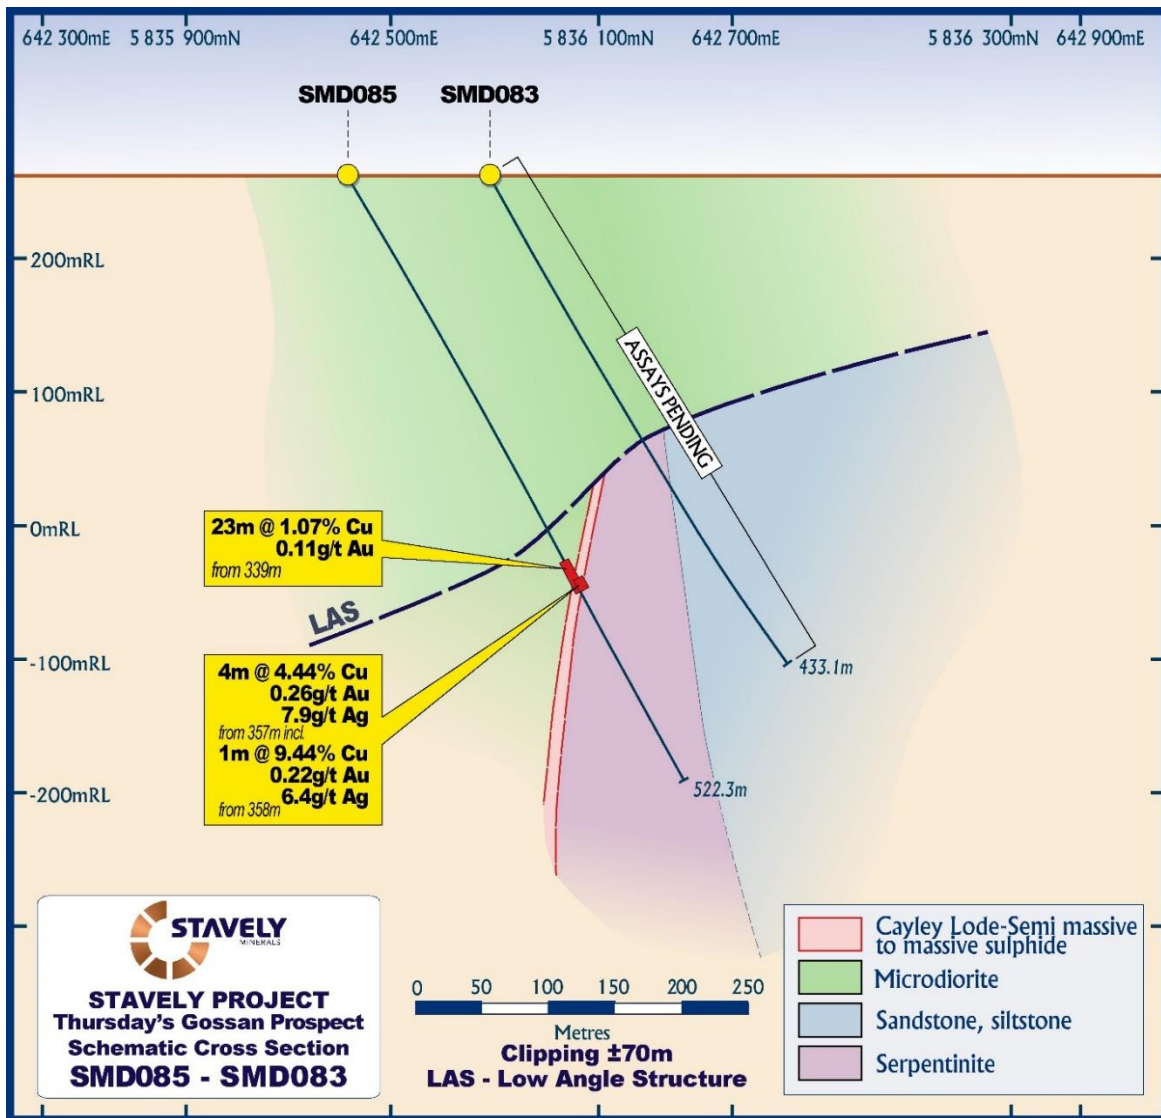 642 300mE 5 835 900mN 642 500mE 5 836 100mN 642 700mE 5 836 300mN 642 900mE
SMD085 SMD083
200mRL
100mRL
ASSAYS PENDING
0mRL
23m @ 1.07% Cu
0.11g/t Au
from 339m
LAS
-100mRL
433.1m
4m @ 4.44% Cu
0.26g/t Au
7.9g/t Ag
from 357m incl.
1m @ 9.44% Cu
0.22g/t Au
6.4g/t Ag
from 358m
-200mRL
522.3m
STAVELY
MINERALS
STAVELY PROJECT
Thursday's Gossan Prospect
Schematic Cross Section
SMD085 - SMD083
0 50 100 150 200 250
Metres
Clipping ±70m
LAS - Low Angle Structure
Cayley Lode-Semi massive
to massive sulphide
Microdiorite
Sandstone, siltstone
Serpentinite